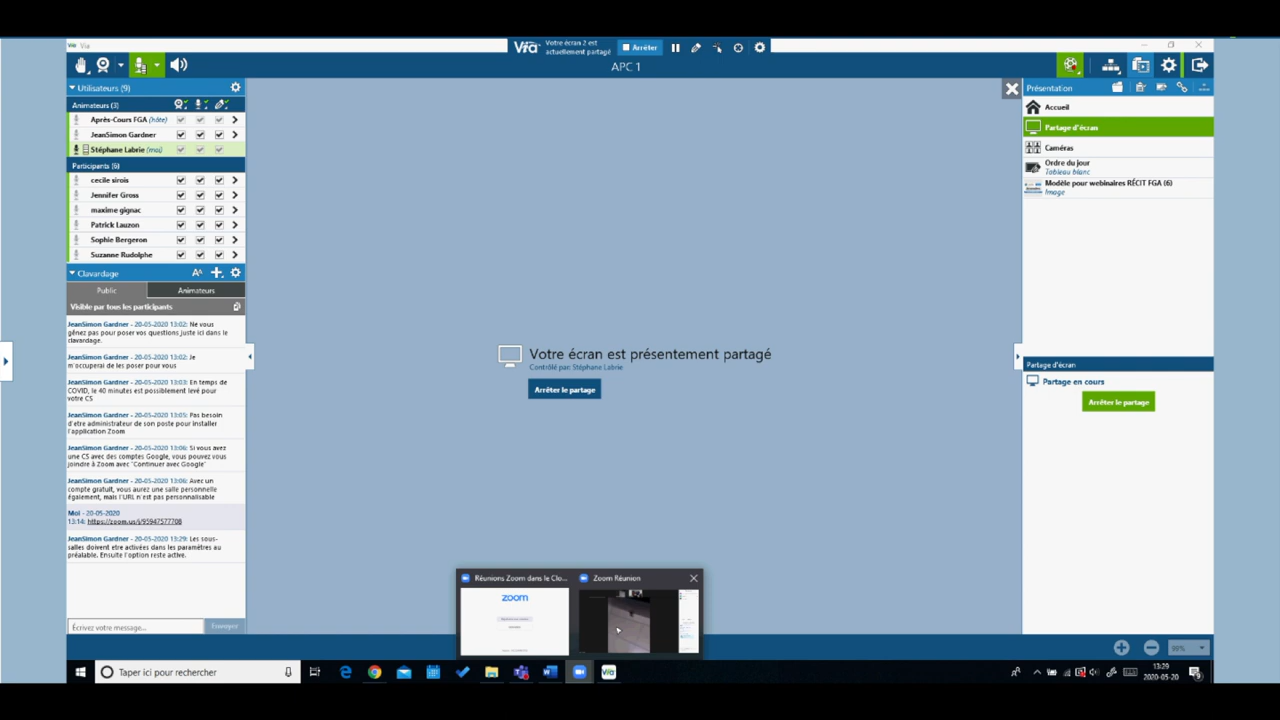 Via
Via Votre écran 2 est actuellement partagé
Arrêter
APC 1
Utilisateurs (9)
Animateurs (3)
Après-Cours FGA (hôte)
JeanSimon Gardner
Stéphane Labrie (moi)
Participants (6)
cecile sirois
Jennifer Gross
maxime gignac
Patrick Lauzon
Sophie Bergeron
Suzanne Rudolphe
Clavardage
Public
Animateurs
Visible par tous les participants
JeanSimon Gardner - 20-05-2020 13:02: Ne vous
gênez pas pour poser vos questions juste ici dans le
clavardage.
JeanSimon Gardner - 20-05-2020 13:02: Je
m'occuperai de les poser pour vous
JeanSimon Gardner - 20-05-2020 13:03: En temps de
COVID, le 40 minutes est possiblement levé pour
votre CS
JeanSimon Gardner - 20-05-2020 13:05: Pas besoin
d'etre administrateur de son poste pour installer
l'application Zoom
JeanSimon Gardner - 20-05-2020 13:06: Si vous avez
une CS avec des comptes Google, vous pouvez vous
joindre à Zoom avec 'Continuer avec Google'
JeanSimon Gardner - 20-05-2020 13:06: Avec un
compte gratuit, vous aurez une salle personnelle
également, mais l'URL n'est pas personnalisable
Moi - 20-05-2020
13:14: https://zoom.us/j/95947577708
JeanSimon Gardner - 20-05-2020 13:29: Les sous-
salles doivent etre activées dans les paramètres au
préalable. Ensuite l'option reste active.
Écrivez votre message...
Envoyer
Votre écran est présentement partagé
Contrôlé par: Stéphane Labrie
Arrêter le partage
Présentation
Accueil
Partage d'écran
Caméras
Ordre du jour
Tableau blanc
Modèle pour webinaires RÉCIT FGA (6)
Image
Partage d'écran
Partage en cours
Arrêter le partage
Réunions Zoom dans le Clo...
Zoom Réunion
zoom
99%
Taper ici pour rechercher
Via
13:29
2020-05-20